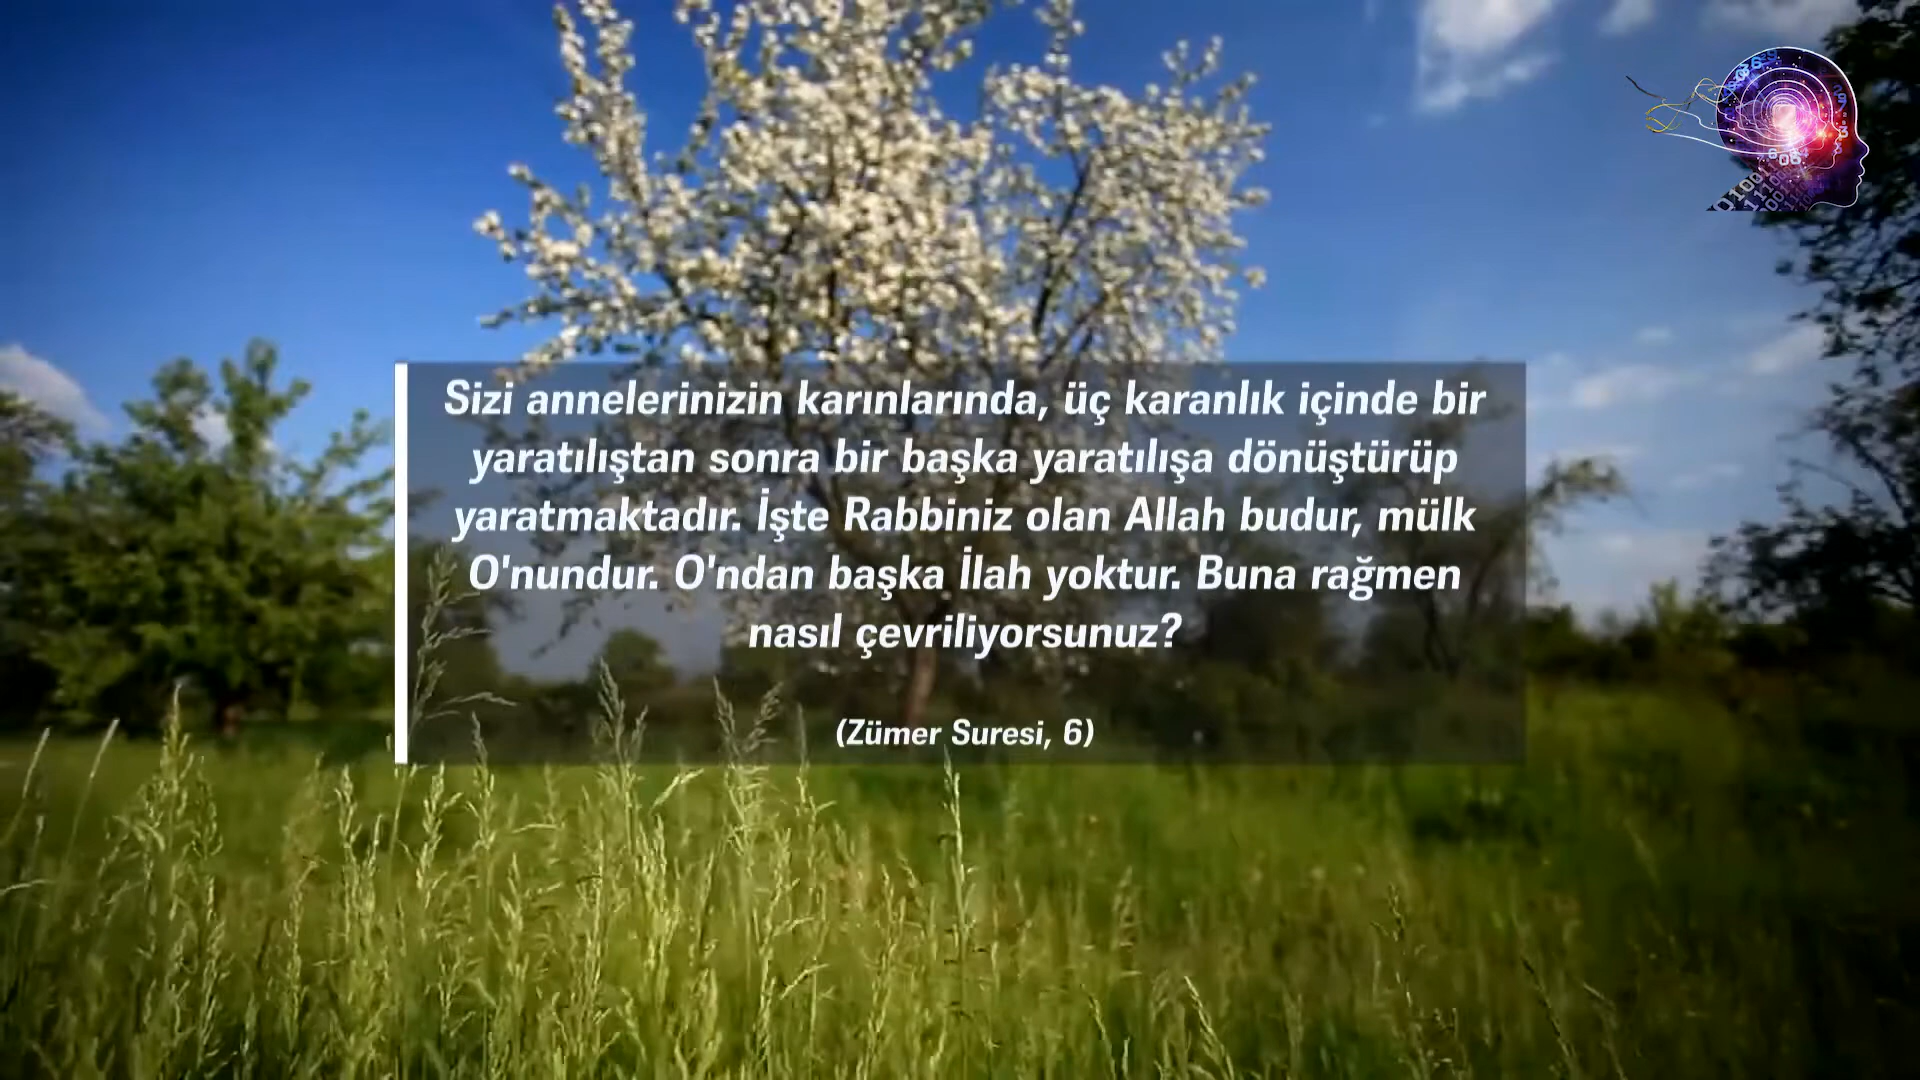 Sizi annelerinizin karınlarında, üç karanlık içinde bir
yaratılıştan sonra bir başka yaratılışa dönüştürüp
yaratmaktadır. İşte Rabbiniz olan Allah budur, mülk
O'nundur. O'ndan başka İlah yoktur. Buna rağmen
nasıl çevriliyorsunuz?
(Zümer Suresi, 6)